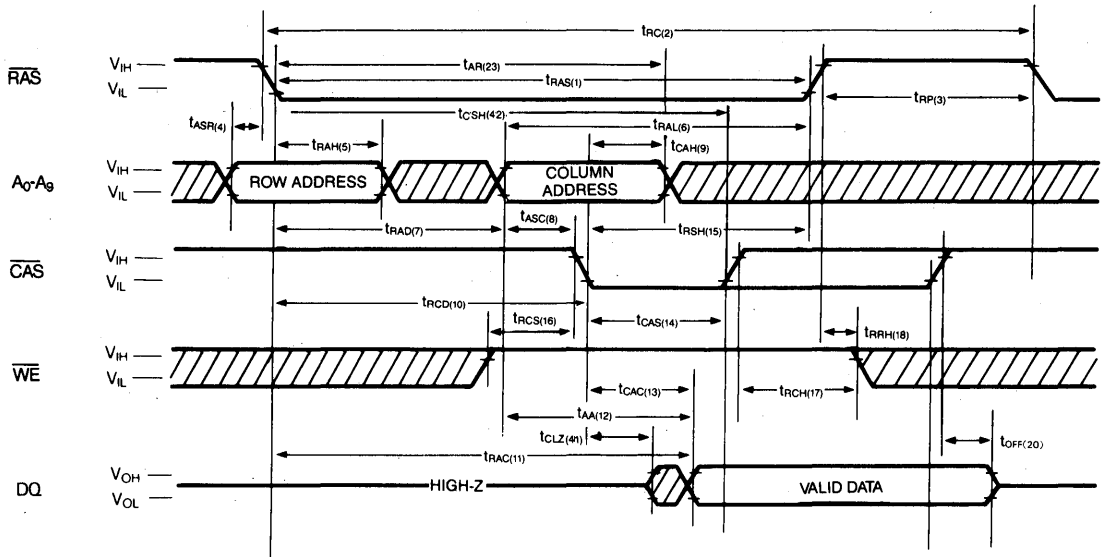 tRC(2)
tAR(23)
tRAS(1)
RAS
VIH
VIL
tRP(3)
tCSH(42)
tASR(4)
tRAL(6)
tRAH(5)
tCAH(9)
A0-A9
VIH
VIL
ROW ADDRESS
COLUMN
ADDRESS
tRAD(7)
tASC(8)
tRSH(15)
CAS
VIH
VIL
tRCD(10)
tCAS(14)
tRCS(16)
tRRH(18)
WE
VIH
VIL
tCAC(13)
tRCH(17)
tAA(12)
tCLZ(41)
tOFF(20)
tRAC(11)
DQ
VOH
VOL
HIGH-Z
VALID DATA